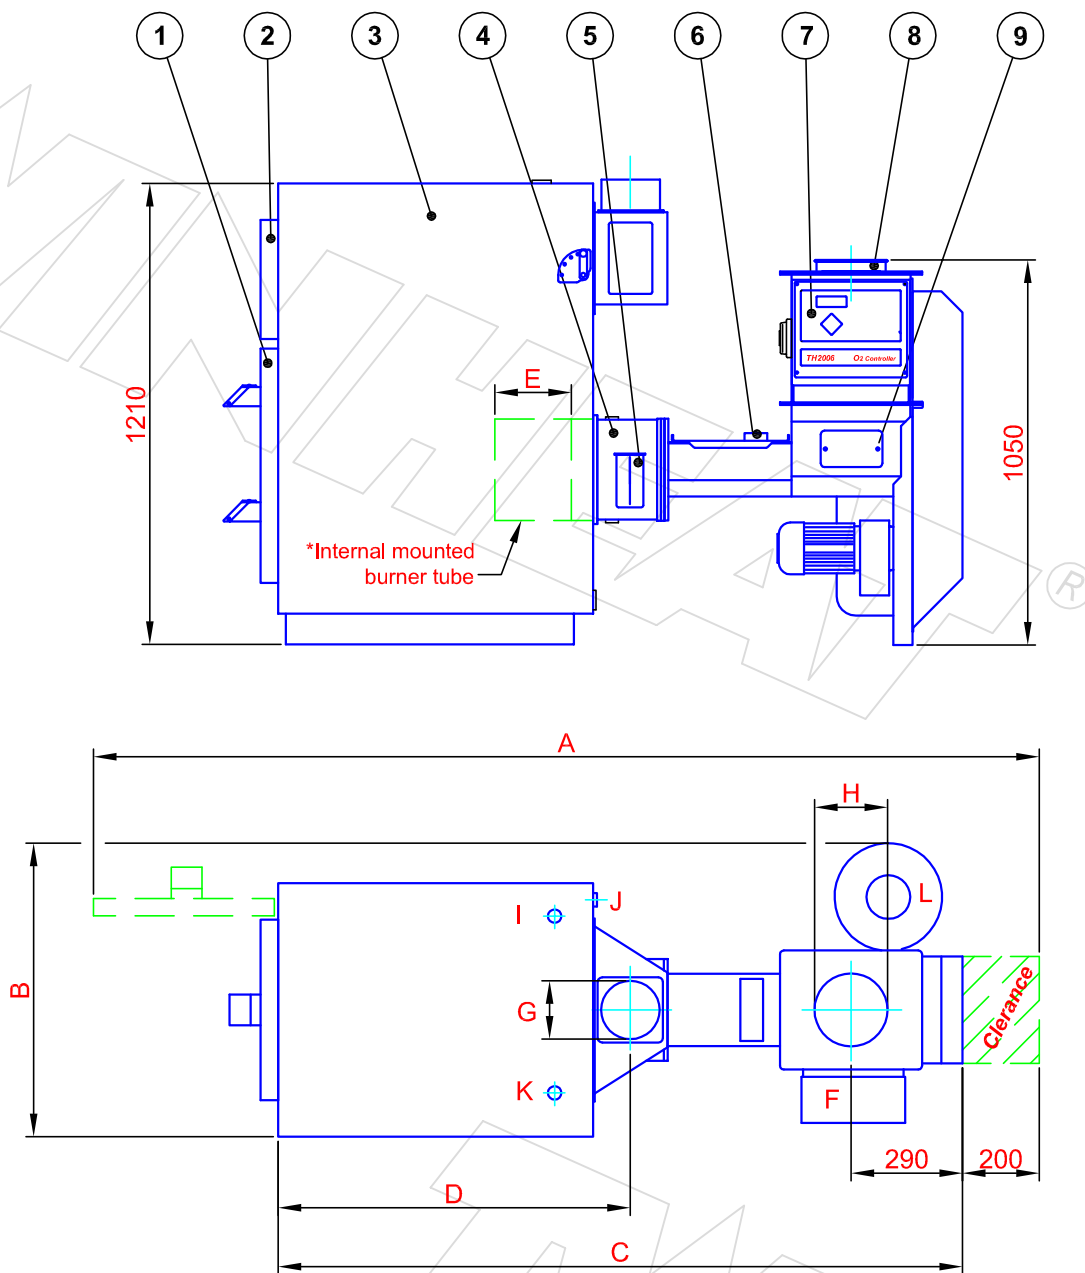 1 2 3 4 5 6 7 8 9
TH2006 O2 Controller
E
1210
1050
*Internal mounted
burner tube
®
A
H
I
J
L
B
G
Clerance
K
F
290
200
D
C